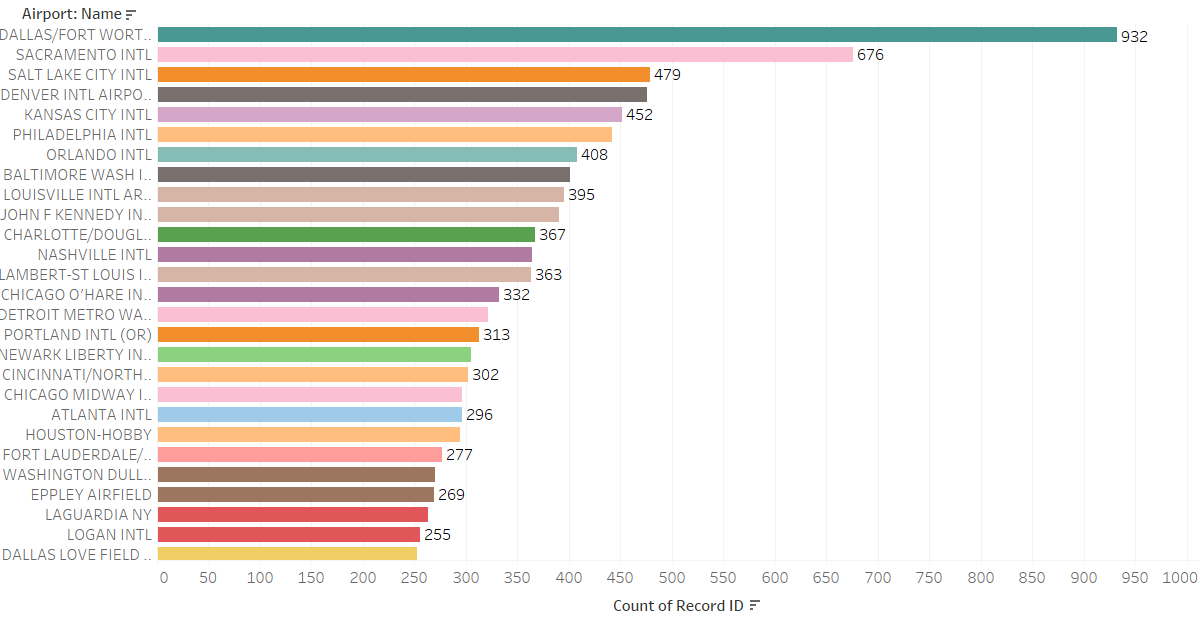 Airport: Name
DALLAS/FORT WORT.. 932
SACRAMENTO INTL 676
SALT LAKE CITY INTL 479
DENVER INTL AIRPO..
KANSAS CITY INTL 452
PHILADELPHIA INTL
ORLANDO INTL 408
BALTIMORE WASH I..
LOUISVILLE INTL AR.. 395
JOHN F KENNEDY IN..
CHARLOTTE/DOUGL.. 367
NASHVILLE INTL
LAMBERT-ST LOUIS I.. 363
CHICAGO O'HARE IN.. 332
DETROIT METRO WA..
PORTLAND INTL (OR) 313
NEWARK LIBERTY IN..
CINCINNATI/NORTH.. 302
CHICAGO MIDWAY I..
ATLANTA INTL 296
HOUSTON-HOBBY
FORT LAUDERDALE/.. 277
WASHINGTON DULL..
EPPLEY AIRFIELD 269
LAGUARDIA NY
LOGAN INTL 255
DALLAS LOVE FIELD ..
0 50 100 150 200 250 300 350 400 450 500 550 600 650 700 750 800 850 900 950 1000
Count of Record ID